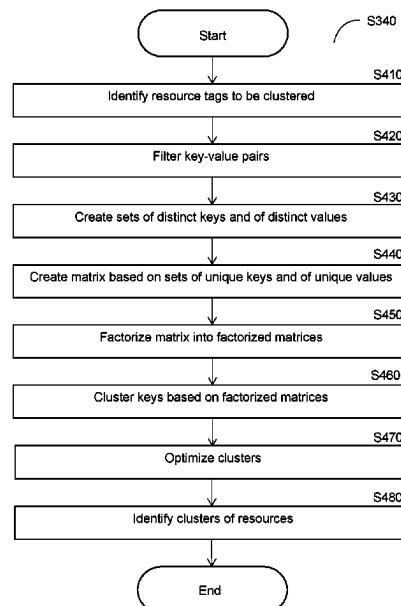 Start
S340
S410
Identify resource tags to be clustered
S420
Filter key-value pairs
S430
Create sets of distinct keys and of distinct values
S440
Create matrix based on sets of unique keys and of unique values
S450
Factorize matrix into factorized matrices
S460
Cluster keys based on factorized matrices
S470
Optimize clusters
S480
Identify clusters of resources
End